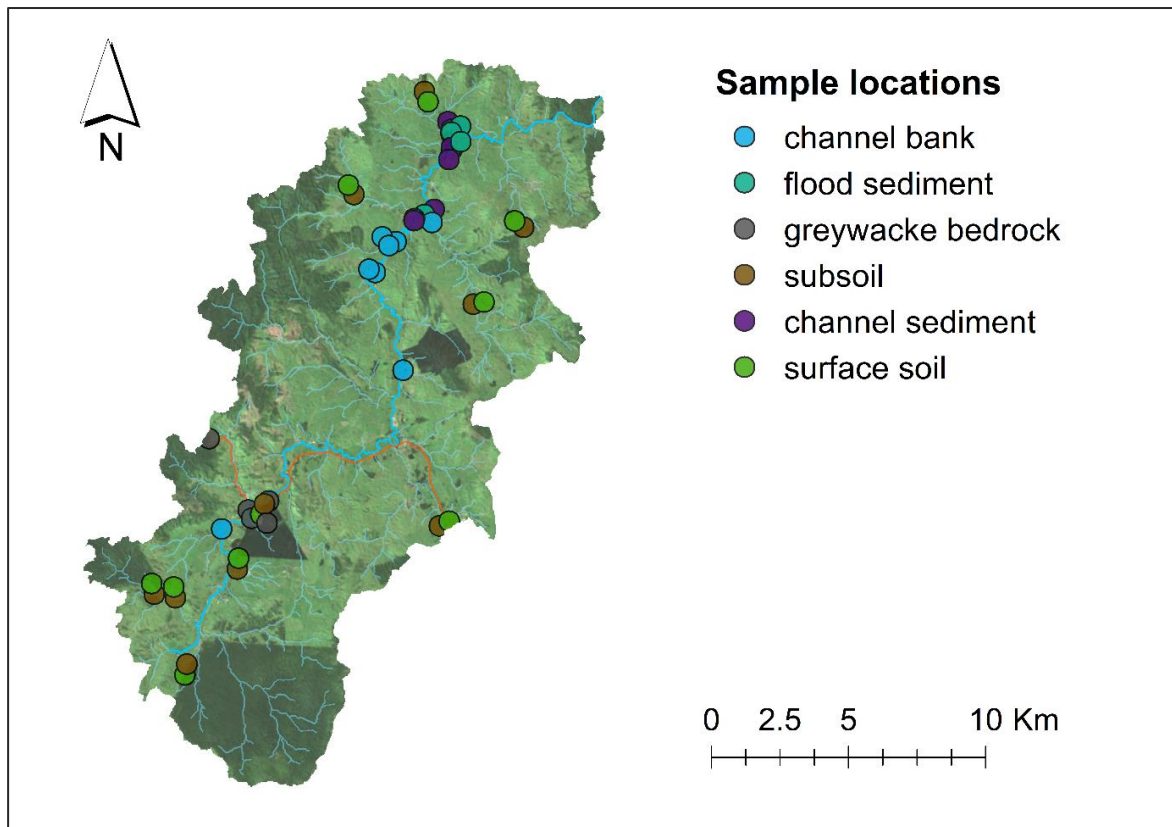 N
Sample locations
channel bank
flood sediment
greywacke bedrock
subsoil
channel sediment
surface soil
0 2.5 5 10 Km